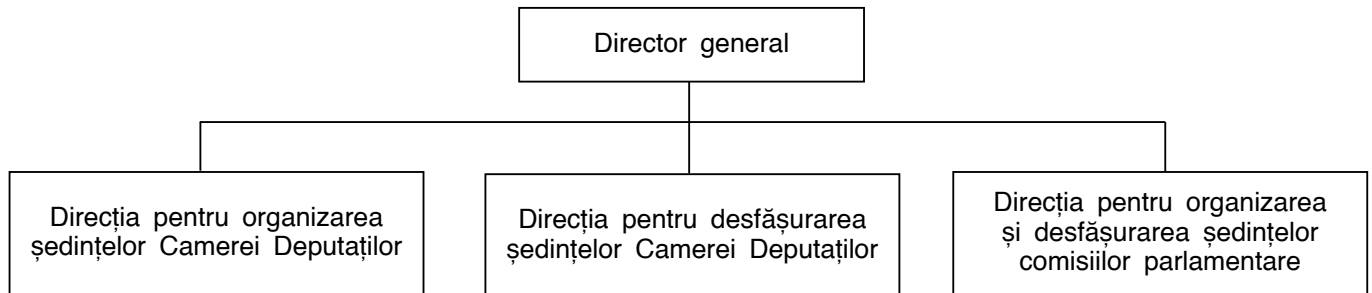 Director general
Direcția pentru organizarea
ședințelor Camerei Deputaților
Direcția pentru desfășurarea
ședințelor Camerei Deputaților
Direcția pentru organizarea
și desfășurarea ședințelor
comisiilor parlamentare